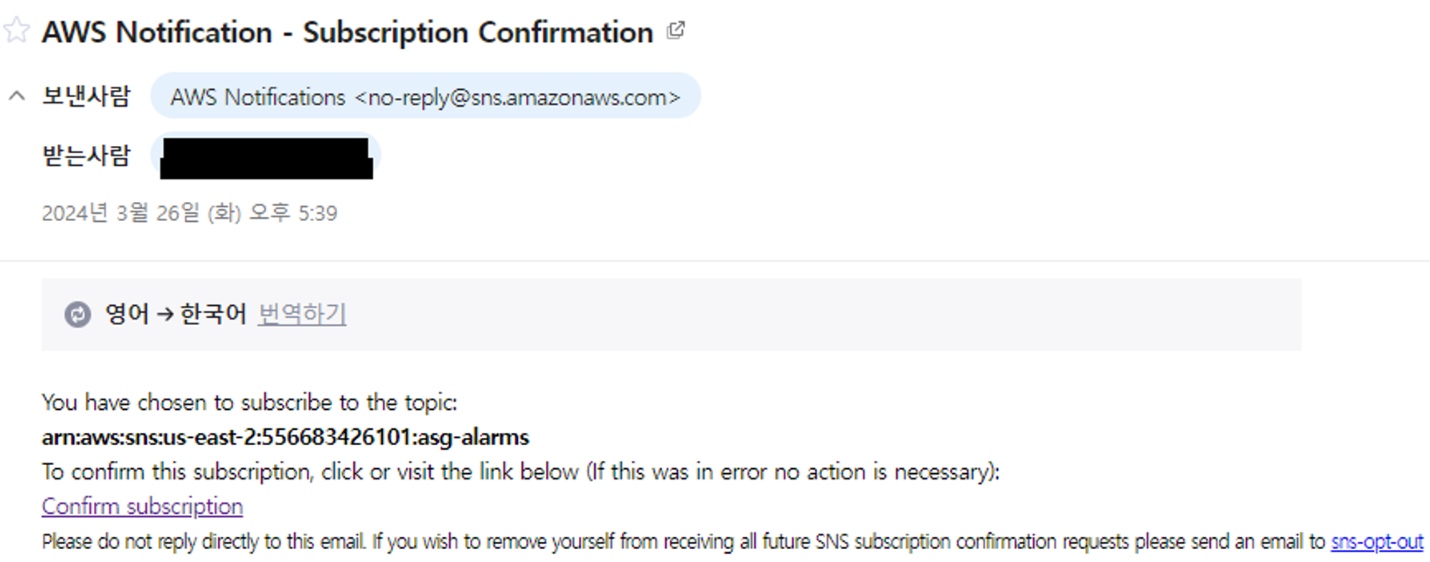 AWS Notification - Subscription Confirmation
보낸사람 AWS Notifications <no-reply@sns.amazonaws.com>
받는사람
2024년 3월 26일 (화) 오후 5:39
영어 → 한국어 번역하기
You have chosen to subscribe to the topic:
arn:aws:sns:us-east-2:556683426101:asg-alarms
To confirm this subscription, click or visit the link below (If this was in error no action is necessary):
Confirm subscription
Please do not reply directly to this email. If you wish to remove yourself from receiving all future SNS subscription confirmation requests please send an email to sns-opt-out